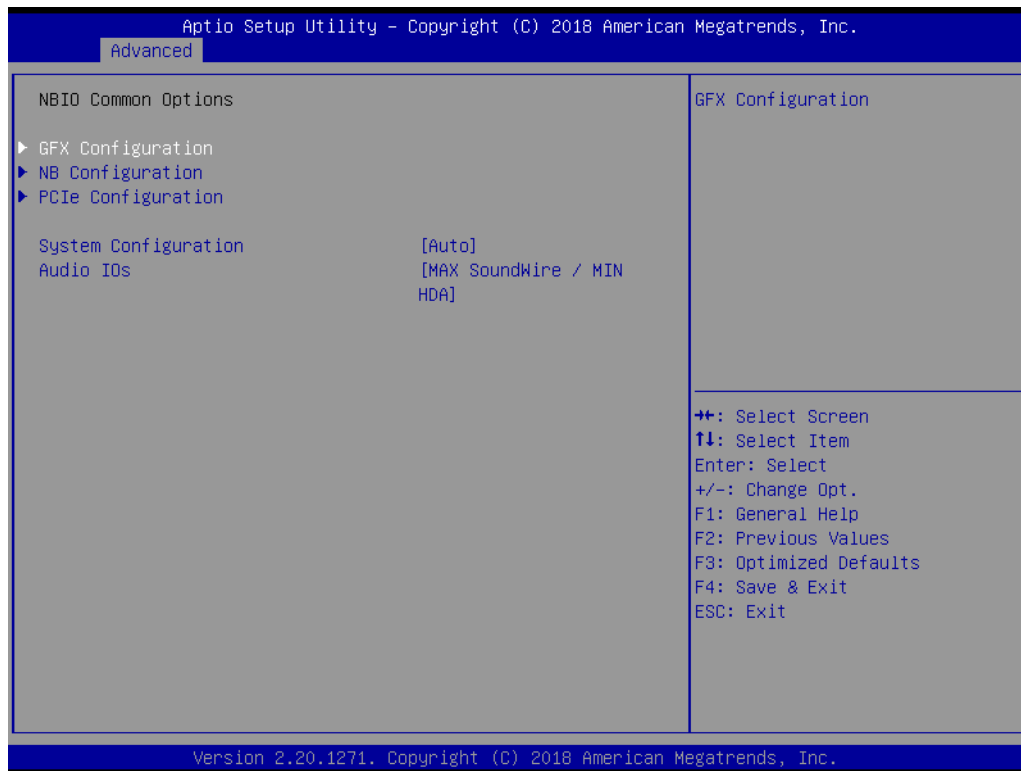 Aptio Setup Utility – Copyright (C) 2018 American Megatrends, Inc.
Advanced
NBIO Common Options
GFX Configuration
NB Configuration
PCIe Configuration
System Configuration [Auto]
Audio IOs [MAX SoundWire / MIN
HDA]
GFX Configuration
→←: Select Screen
↑↓: Select Item
Enter: Select
+/-: Change Opt.
F1: General Help
F2: Previous Values
F3: Optimized Defaults
F4: Save & Exit
ESC: Exit
Version 2.20.1271. Copyright (C) 2018 American Megatrends, Inc.